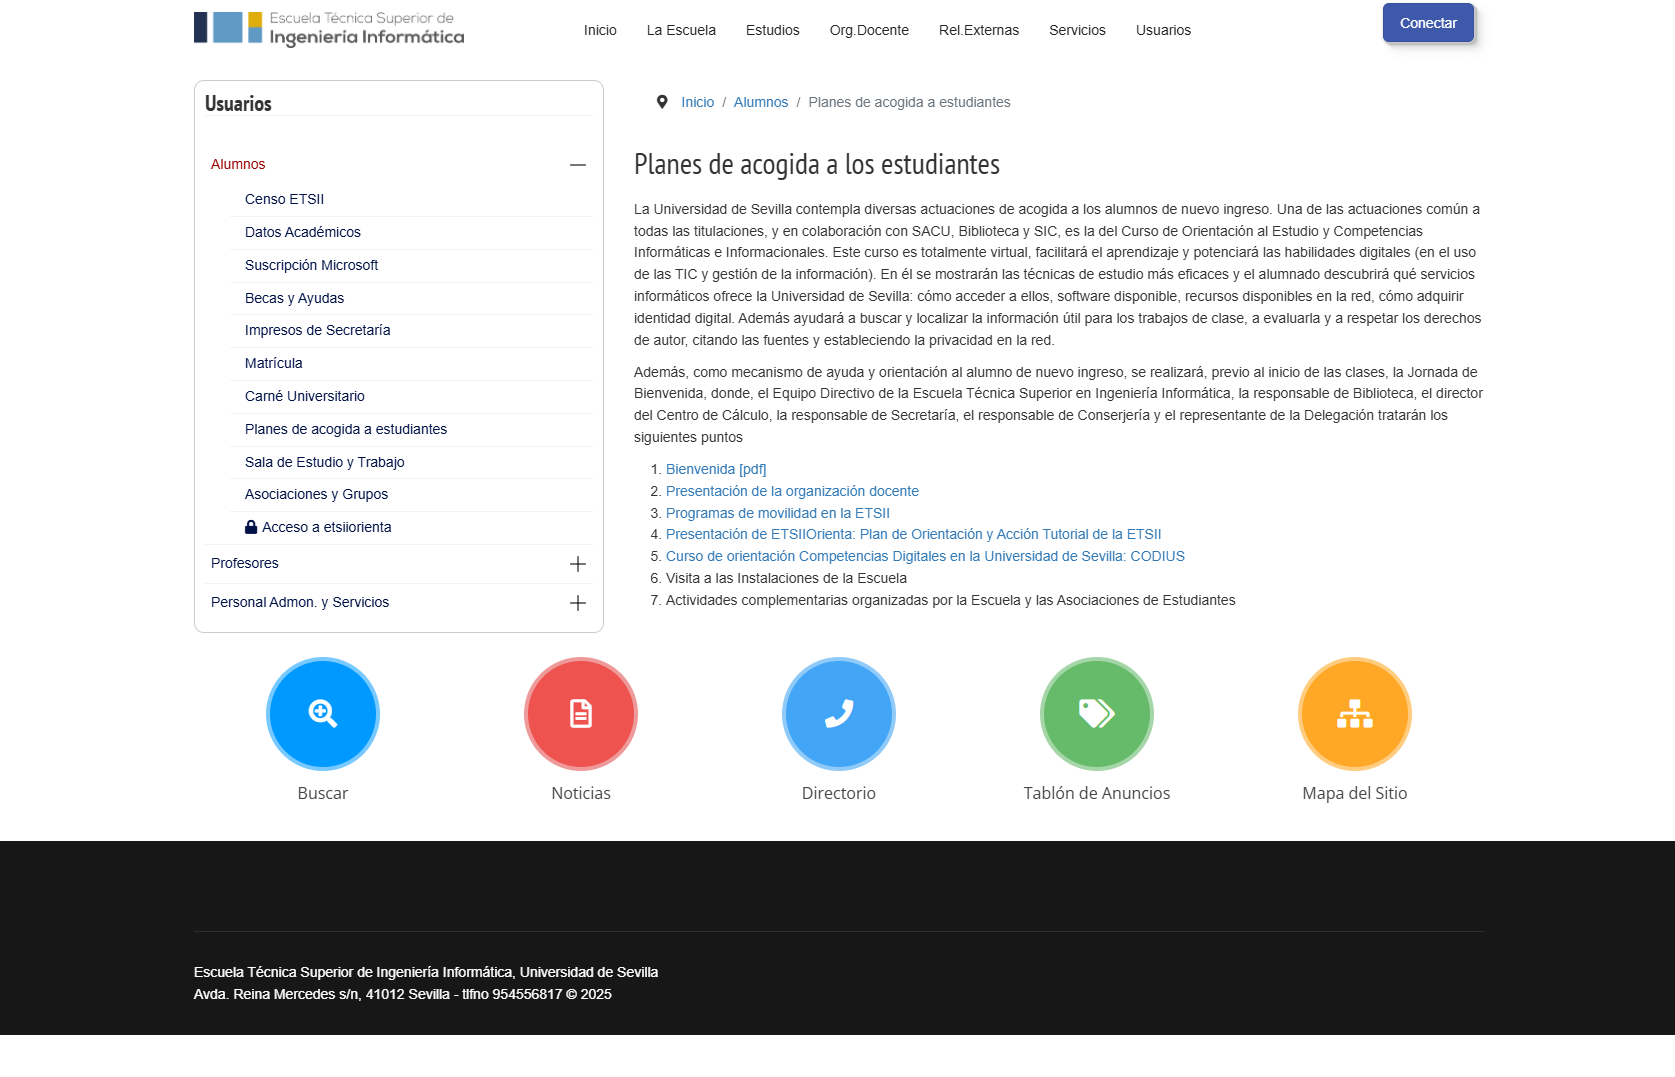 Escuela Técnica Superior de
Ingeniería Informática
Inicio
La Escuela
Estudios
Org.Docente
Rel.Externas
Servicios
Usuarios
Conectar
Usuarios
Alumnos
Censo ETSII
Datos Académicos
Suscripción Microsoft
Becas y Ayudas
Impresos de Secretaría
Matrícula
Carné Universitario
Planes de acogida a estudiantes
Sala de Estudio y Trabajo
Asociaciones y Grupos
Acceso a etsiiorienta
Profesores
Personal Admon. y Servicios
Inicio / Alumnos / Planes de acogida a estudiantes
Planes de acogida a los estudiantes
La Universidad de Sevilla contempla diversas actuaciones de acogida a los alumnos de nuevo ingreso. Una de las actuaciones común a
todas las titulaciones, y en colaboración con SACU, Biblioteca y SIC, es la del Curso de Orientación al Estudio y Competencias
Informáticas e Informacionales. Este curso es totalmente virtual, facilitará el aprendizaje y potenciará las habilidades digitales (en el uso
de las TIC y gestión de la información). En él se mostrarán las técnicas de estudio más eficaces y el alumnado descubrirá qué servicios
informáticos ofrece la Universidad de Sevilla: cómo acceder a ellos, software disponible, recursos disponibles en la red, cómo adquirir
identidad digital. Además ayudará a buscar y localizar la información útil para los trabajos de clase, a evaluarla y a respetar los derechos
de autor, citando las fuentes y estableciendo la privacidad en la red.
Además, como mecanismo de ayuda y orientación al alumno de nuevo ingreso, se realizará, previo al inicio de las clases, la Jornada de
Bienvenida, donde, el Equipo Directivo de la Escuela Técnica Superior en Ingeniería Informática, la responsable de Biblioteca, el director
del Centro de Cálculo, la responsable de Secretaría, el responsable de Conserjería y el representante de la Delegación tratarán los
siguientes puntos
1. Bienvenida [pdf]
2. Presentación de la organización docente
3. Programas de movilidad en la ETSII
4. Presentación de ETSIIOrienta: Plan de Orientación y Acción Tutorial de la ETSII
5. Curso de orientación Competencias Digitales en la Universidad de Sevilla: CODIUS
6. Visita a las Instalaciones de la Escuela
7. Actividades complementarias organizadas por la Escuela y las Asociaciones de Estudiantes
Buscar
Noticias
Directorio
Tablón de Anuncios
Mapa del Sitio
Escuela Técnica Superior de Ingeniería Informática, Universidad de Sevilla
Avda. Reina Mercedes s/n, 41012 Sevilla - tlfno 954556817 © 2025